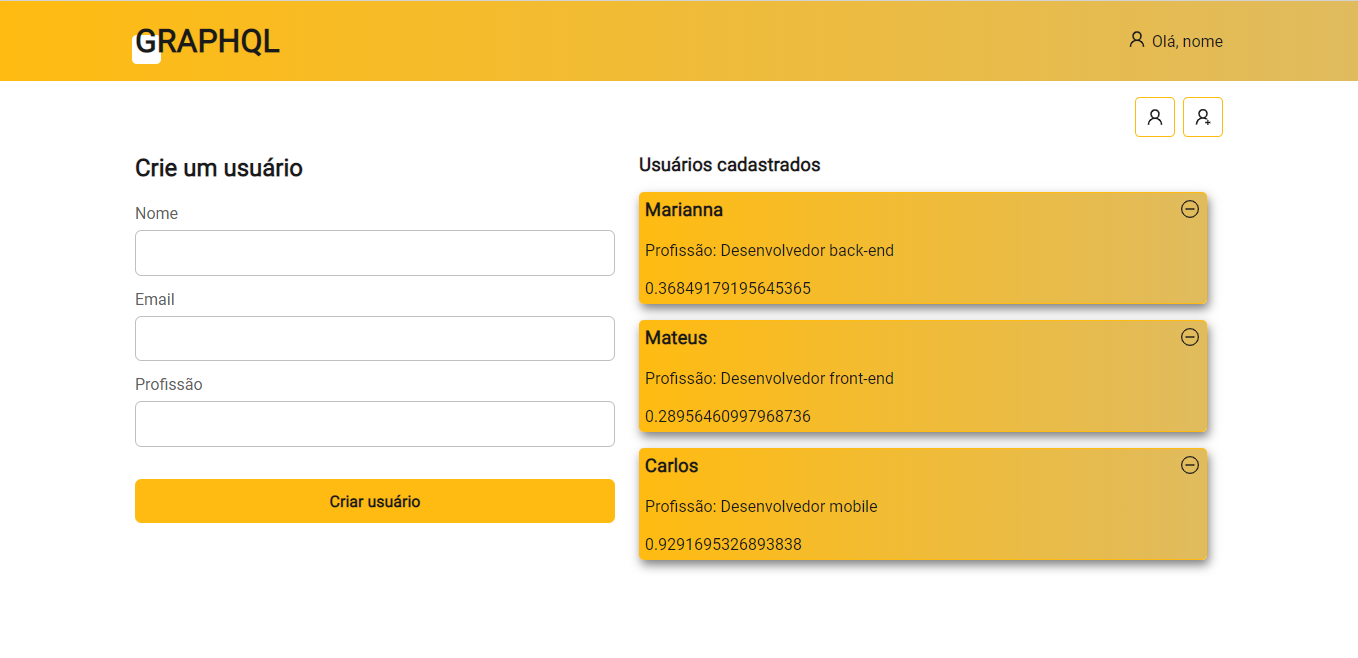 GRAPHQL
Olá, nome
Crie um usuário
Nome
Email
Profissão
Criar usuário
Usuários cadastrados
Marianna
Profissão: Desenvolvedor back-end
0.36849179195645365
Mateus
Profissão: Desenvolvedor front-end
0.28956460997968736
Carlos
Profissão: Desenvolvedor mobile
0.9291695326893838